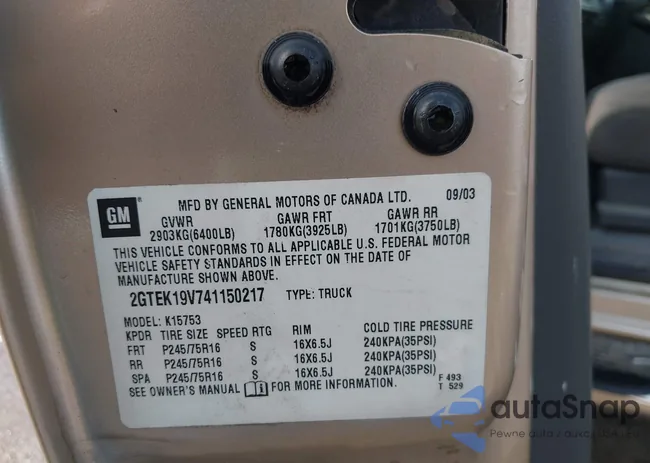 GM
MFD BY GENERAL MOTORS OF CANADA LTD. 09/03
GVWR GAWR FRT GAWR RR
2903KG(6400LB) 1780KG(3925LB) 1701KG(3750LB)
THIS VEHICLE CONFORMS TO ALL APPLICABLE U.S. FEDERAL MOTOR
VEHICLE SAFETY STANDARDS IN EFFECT ON THE DATE OF
MANUFACTURE SHOWN ABOVE.
2GTEK19V741150217 TYPE: TRUCK
MODEL: K15753
KPDR TIRE SIZE SPEED RTG RIM COLD TIRE PRESSURE
FRT P245/75R16 S 16X6.5J 240KPA(35PSI)
RR P245/75R16 S 16X6.5J 240KPA(35PSI)
SPA P245/75R16 S 16X6.5J 240KPA(35PSI)
SEE OWNER'S MANUAL FOR MORE INFORMATION.
F 493
T 529
autaSnap
Pewne auta z aukcji